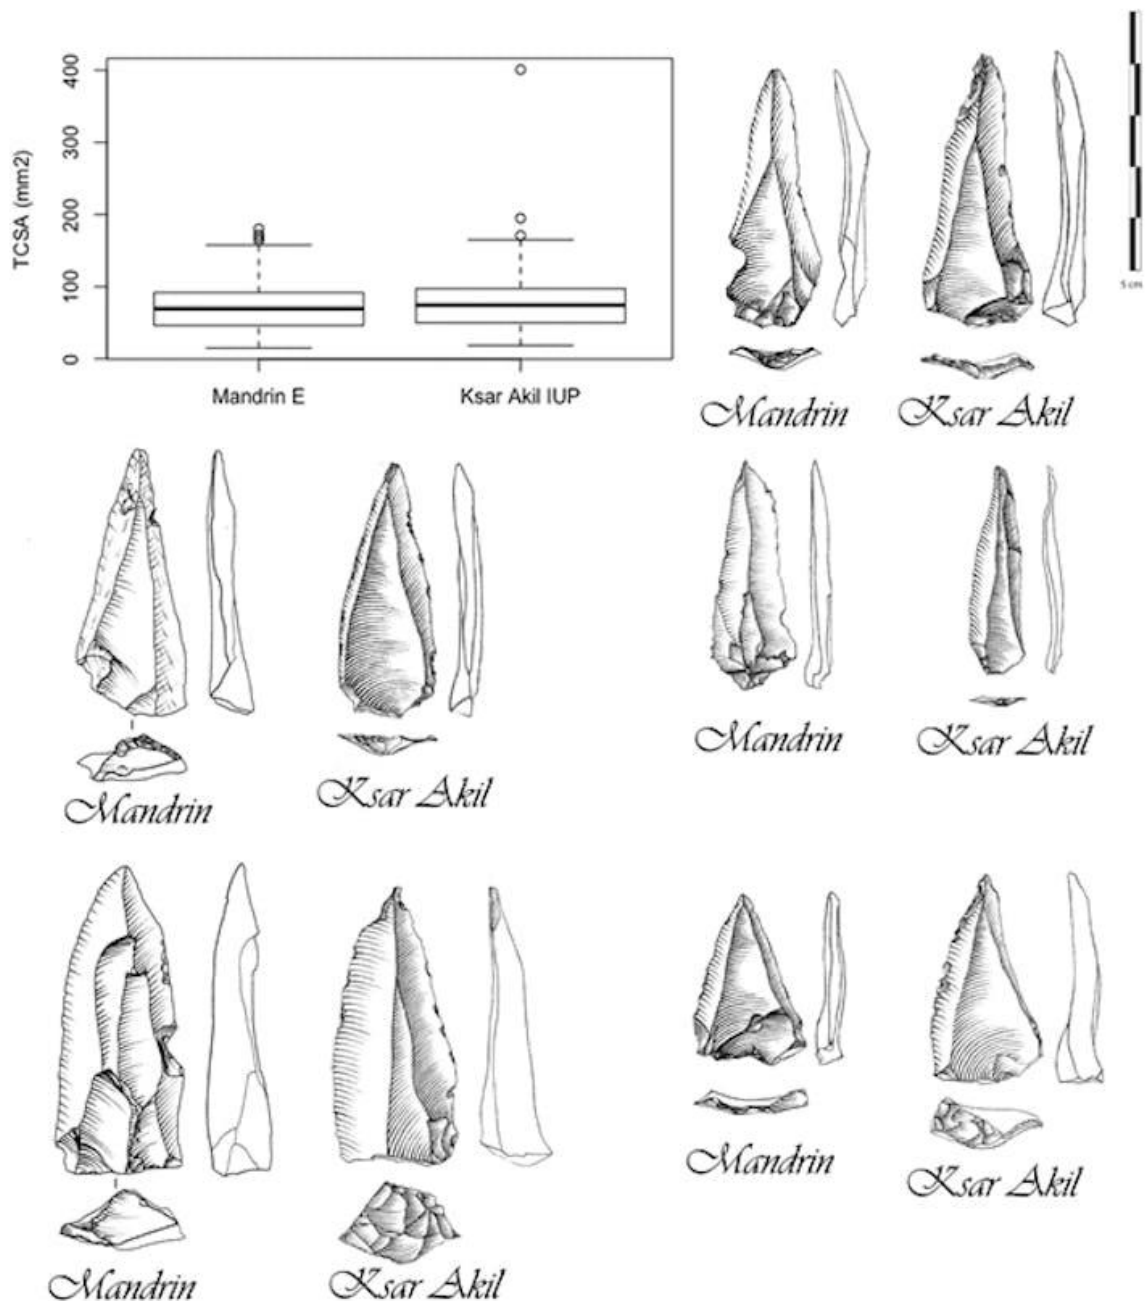 400
300
200
100
0
TCSA (mm2)
Mandrin E
Ksar Akil IUP
5 cm
Mandrin
Ksar Akil
Mandrin
Ksar Akil
Mandrin
Ksar Akil
Mandrin
Ksar Akil
Mandrin
Ksar Akil